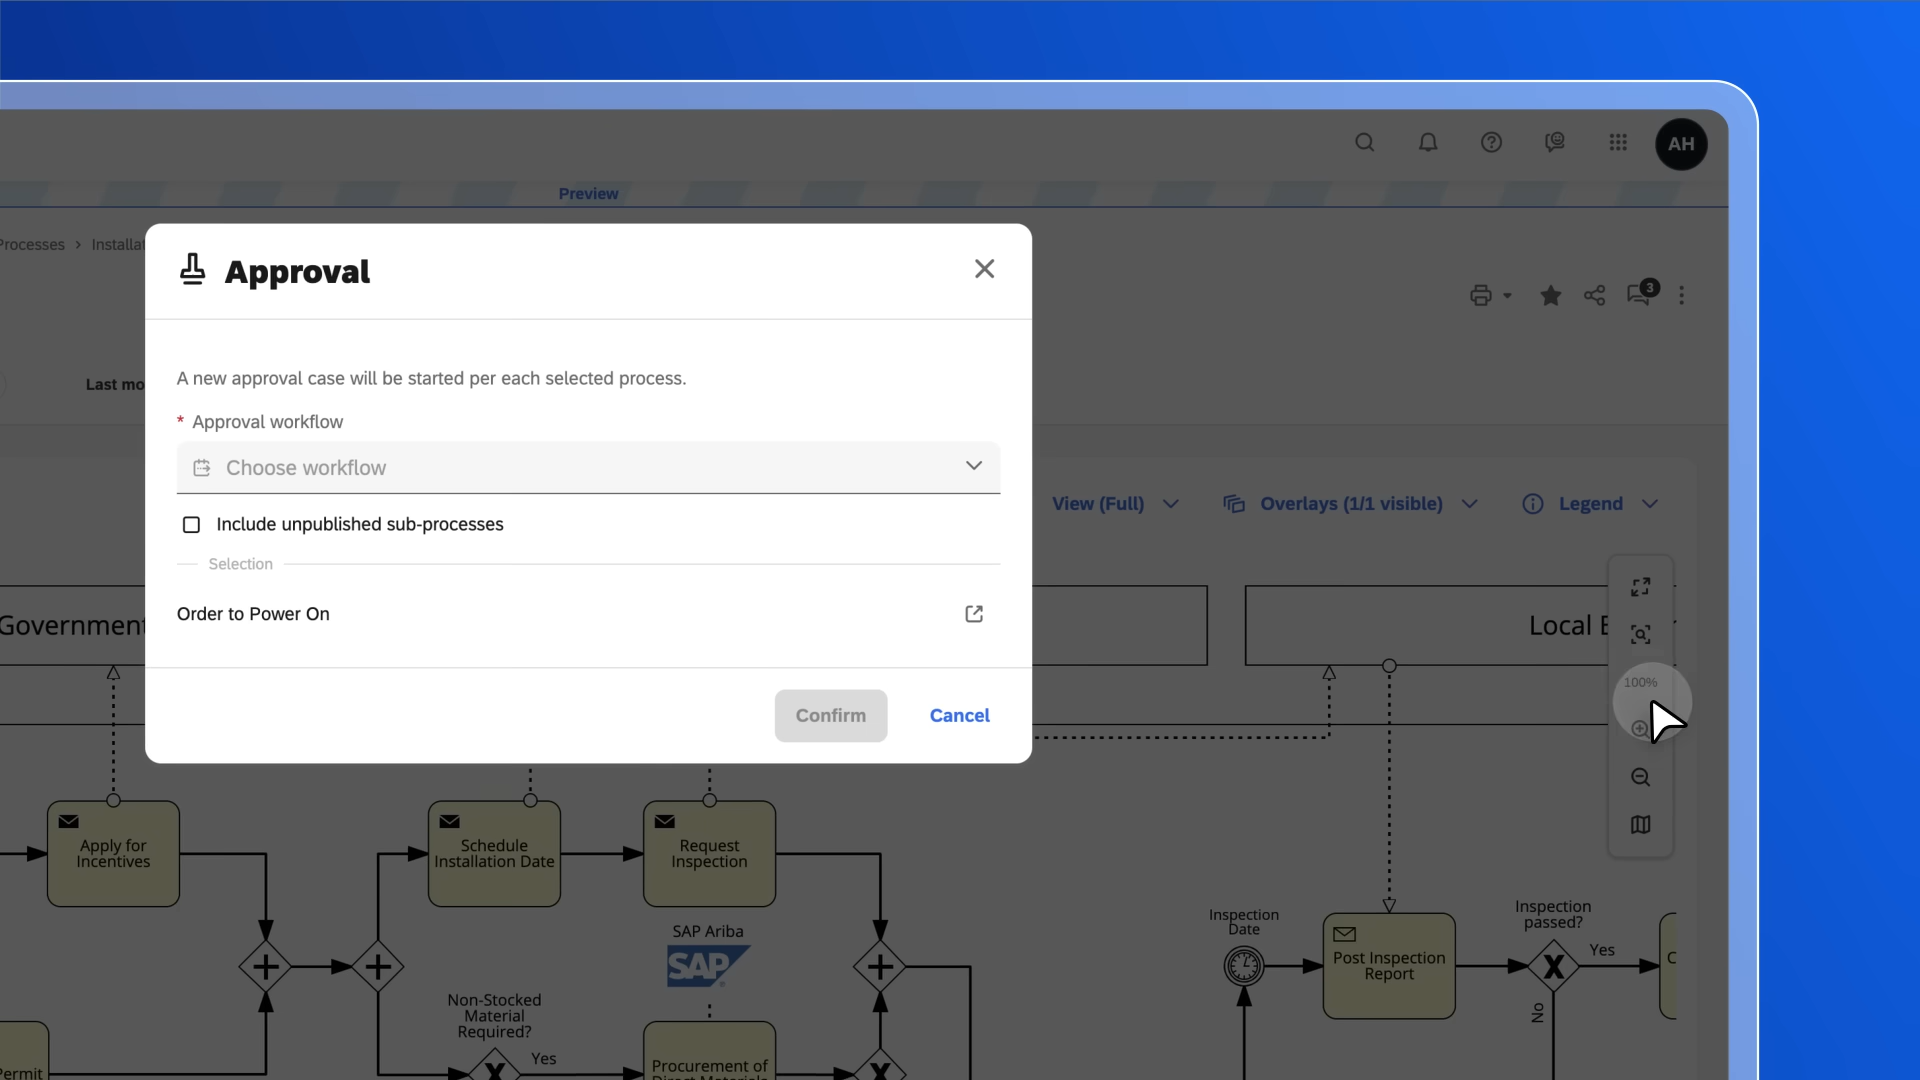 AH
Preview
Processes > Installat
Approval
3
Last mo
A new approval case will be started per each selected process.
* Approval workflow
Choose workflow
View (Full)
Overlays (1/1 visible)
Legend
Include unpublished sub-processes
Selection
Order to Power On
Government
Local E
100%
Confirm
Cancel
Apply for
Incentives
Schedule
Installation Date
Request
Inspection
SAP Ariba
SAP
Inspection
Date
Post Inspection
Report
Inspection
passed?
Yes
C
No
Non-Stocked
Material
Required?
Yes
Permit
Procurement of
Direct Materials